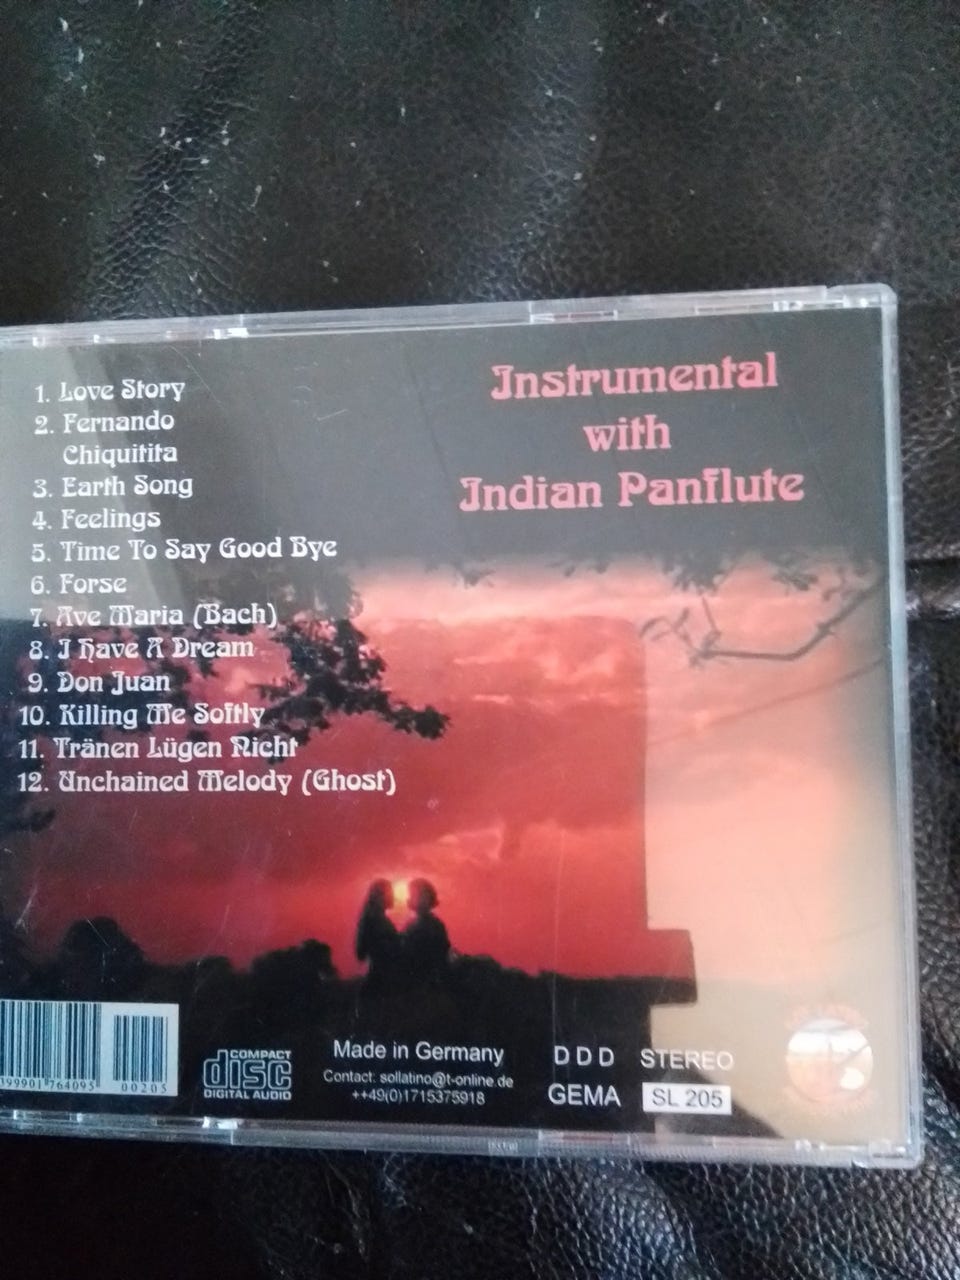 1. Love Story
2. Fernando
Chiquitita
3. Earth Song
4. Feelings
5. Time To Say Good Bye
6. Forse
7. Ave Maria (Bach)
8. I Have A Dream
9. Don Juan
10. Killing Me Softly
11. Tränen Lügen Nicht
12. Unchained Melody (Ghost)
Instrumental
with
Indian Panflute
99901 764095
00205
COMPACT
disc
DIGITAL AUDIO
Made in Germany
Contact: sollatino@t-online.de
++49(0)1715375918
D D D STEREO
GEMA SL 205